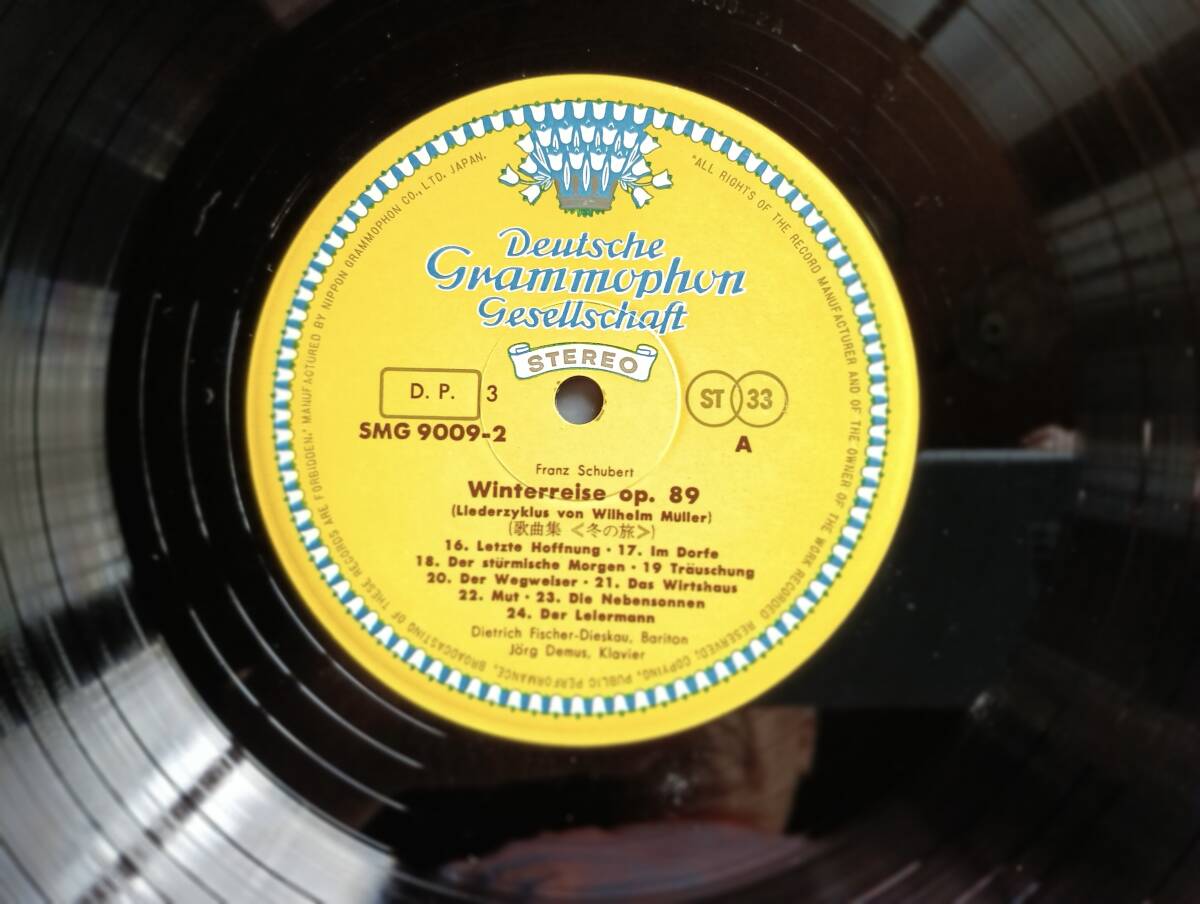 Deutsche
Grammophon
Gesellschaft
STEREO
D. P. 3
SMG 9009-2
ST 33
A
Franz Schubert
Winterreise op. 89
(Liederzyklus von Wilhelm Müller)
(歌曲集 <冬の旅>)
16. Letzte Hoffnung · 17. Im Dorfe
18. Der stürmische Morgen · 19 Träuschung
20. Der Wegweiser · 21. Das Wirtshaus
22. Mut · 23. Die Nebensonnen
24. Der Leiermann
Dietrich Fischer-Dieskau, Bariton
Jörg Demus, Klavier
"ALL RIGHTS OF THE RECORD MANUFACTURER AND OF THE OWNER OF THE WORK RECORDED RESERVED; COPYING, PUBLIC PERFORMANCE, BROADCASTING OF THESE RECORDS ARE FORBIDDEN." MANUFACTURED BY NIPPON GRAMMOPHON CO., LTD. JAPAN.